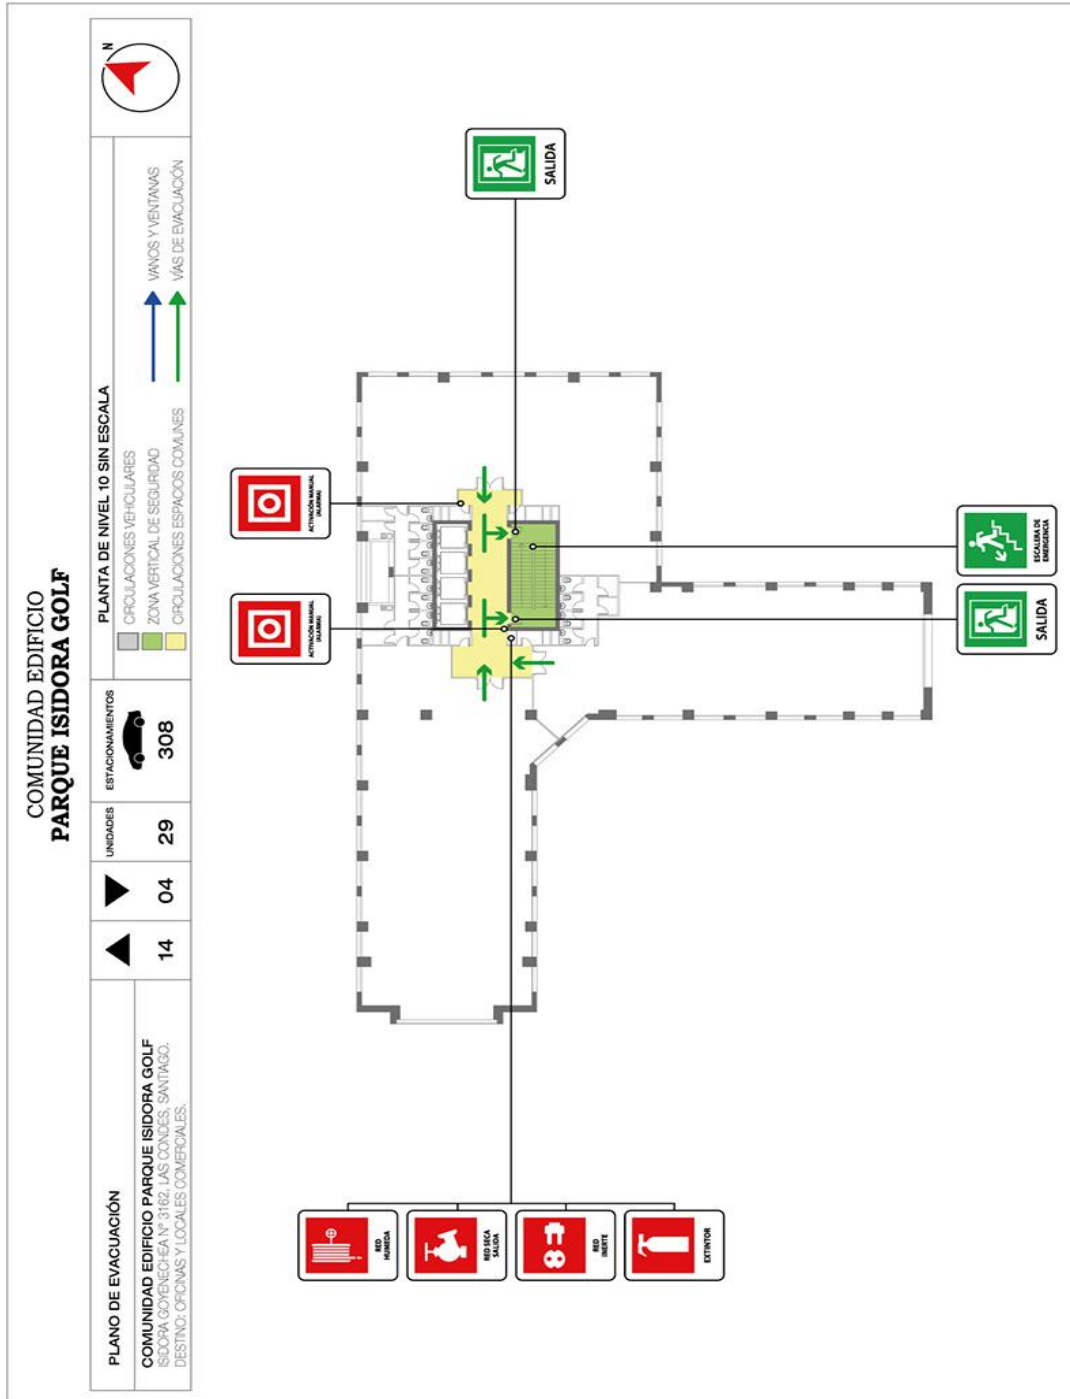 COMUNIDAD EDIFICIO
PARQUE ISIDORA GOLF
PLANO DE EVACUACIÓN
COMUNIDAD EDIFICIO PARQUE ISIDORA GOLF
ISIDORA GOYENECHEA Nº 3162, LAS CONDES, SANTIAGO.
DESTINO: OFICINAS Y LOCALES COMERCIALES.
14
04
UNIDADES
29
ESTACIONAMIENTOS
308
PLANTA DE NIVEL 10 SIN ESCALA
CIRCULACIONES VEHICULARES
ZONA VERTICAL DE SEGURIDAD
CIRCULACIONES ESPACIOS COMUNES
VANOS Y VENTANAS
VÍAS DE EVACUACIÓN
N
ACTIVACIÓN MANUAL
(ALARMA)
ACTIVACIÓN MANUAL
(ALARMA)
SALIDA
RED
HUMEDA
RED SECA
SALIDA
RED
INERTE
EXTINTOR
SALIDA
ESCALERA DE
EMERGENCIA